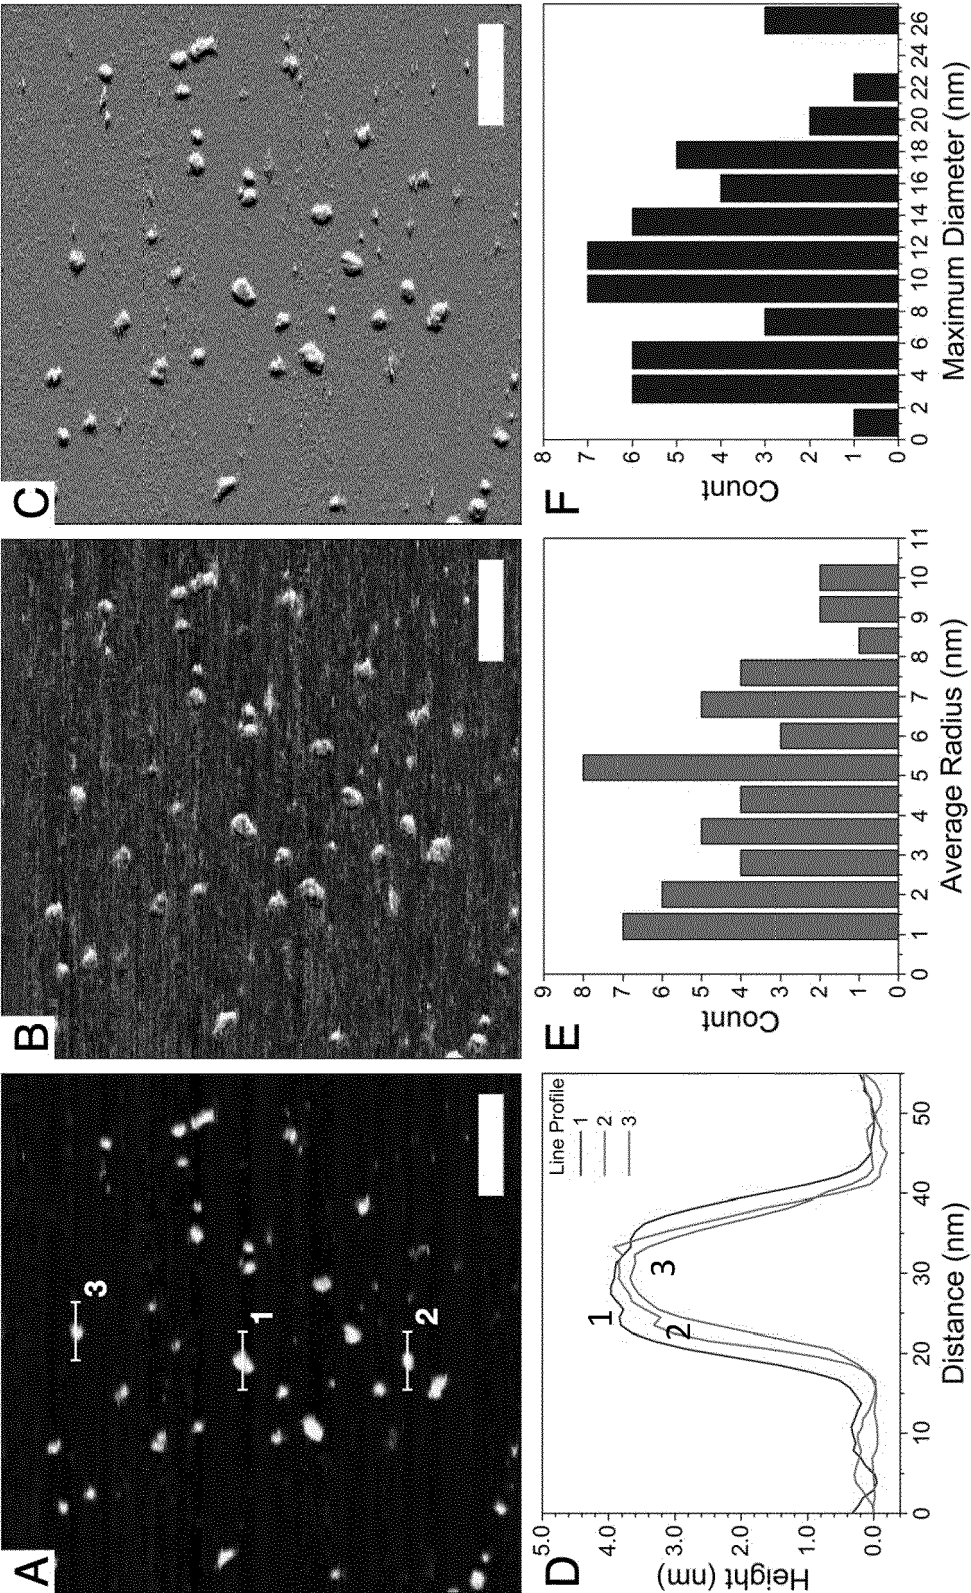 A
3
1
2
B
C
D
Line Profile
1
2
3
1
2
3
5.0
4.0
3.0
2.0
1.0
0.0
Height (nm)
0 10 20 30 40 50
Distance (nm)
E
9
8
7
6
5
4
3
2
1
0
Count
0 1 2 3 4 5 6 7 8 9 10 11
Average Radius (nm)
F
8
7
6
5
4
3
2
1
0
Count
0 2 4 6 8 10 12 14 16 18 20 22 24 26
Maximum Diameter (nm)